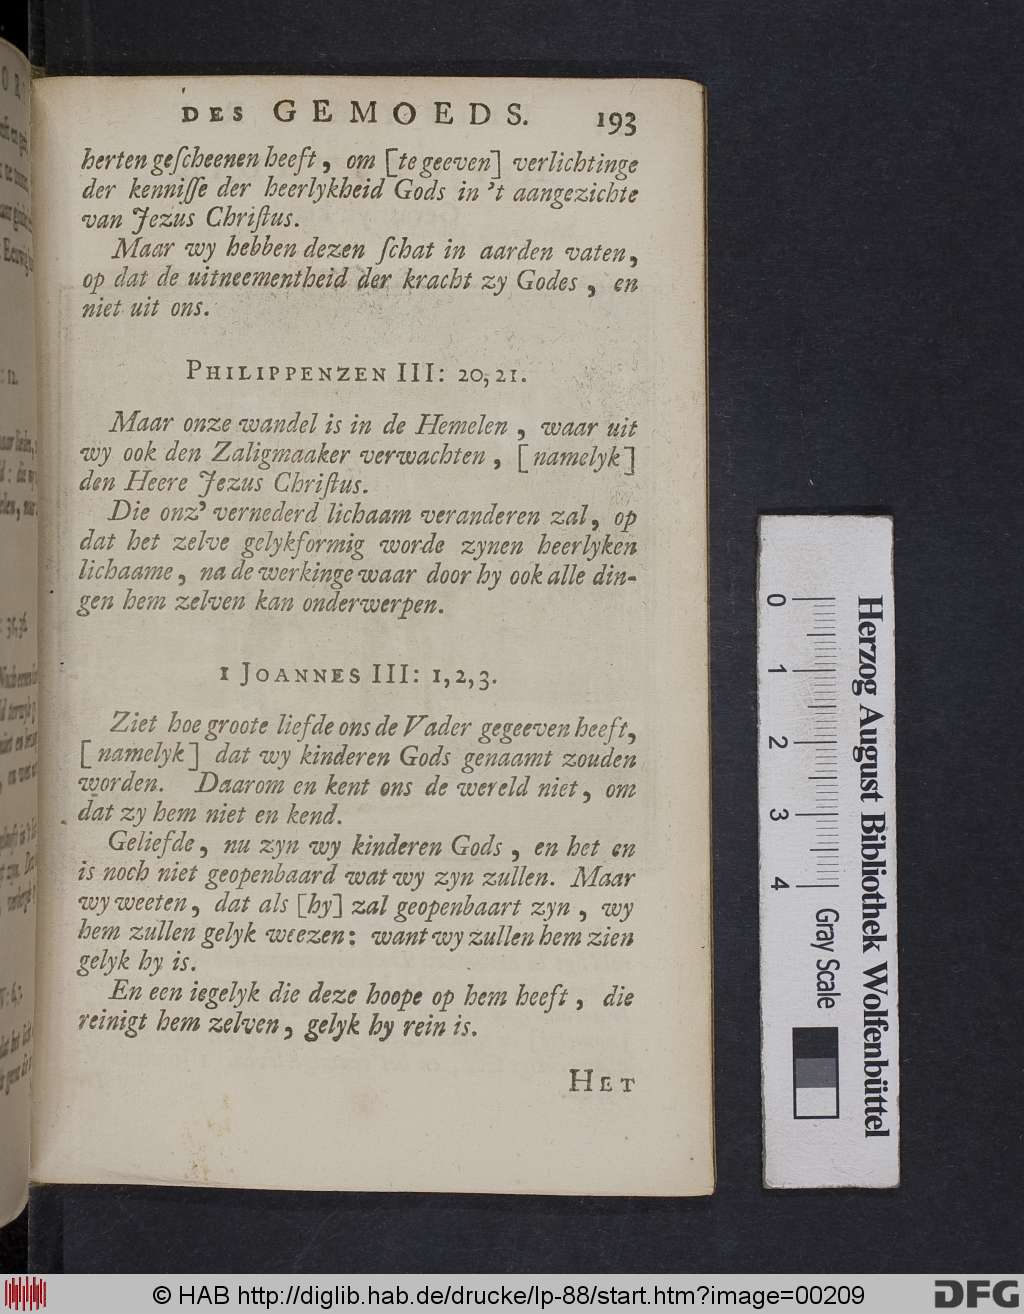 DES GEMOEDS. 193
herten geſcheenen heeft, om [te geeven] verlichtinge
der kenniſſe der heerlykheid Gods in 't aangezichte
van Jezus Chriſtus.
Maar wy hebben dezen ſchat in aarden vaten,
op dat de uitneementheid der kracht zy Godes, en
niet uit ons.
PHILIPPENZEN III: 20, 21.
Maar onze wandel is in de Hemelen, waar uit
wy ook den Zaligmaaker verwachten, [namelyk]
den Heere Jezus Chriſtus.
Die onz' vernederd lichaam veranderen zal, op
dat het zelve gelykformig worde zynen heerlyken
lichaame, na de werkinge waar door hy ook alle din-
gen hem zelven kan onderwerpen.
1 JOANNES III: 1, 2, 3.
Ziet hoe groote liefde ons de Vader gegeeven heeft,
[namelyk] dat wy kinderen Gods genaamt zouden
worden. Daarom en kent ons de wereld niet, om
dat zy hem niet en kend.
Geliefde, nu zyn wy kinderen Gods, en het en
is noch niet geopenbaard wat wy zyn zullen. Maar
wy weeten, dat als [hy] zal geopenbaart zyn, wy
hem zullen gelyk weezen: want wy zullen hem zien
gelyk hy is.
En een iegelyk die deze hoope op hem heeft, die
reinigt hem zelven, gelyk hy rein is.
HET
0 1 2 3 4 Gray Scale
Herzog August Bibliothek Wolfenbüttel
© HAB http://diglib.hab.de/drucke/lp-88/start.htm?image=00209
DFG